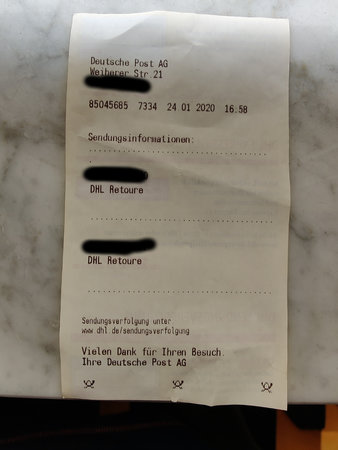 Deutsche Post AG
Weiherer Str.21
85045685 7334 24 01 2020 16.58
Sendungsinformationen:
DHL Retoure
DHL Retoure
Sendungsverfolgung unter
www dhl de/sendungsverfolgung
Vielen Dank für Ihren Besuch.
Ihre Deutsche Post AG